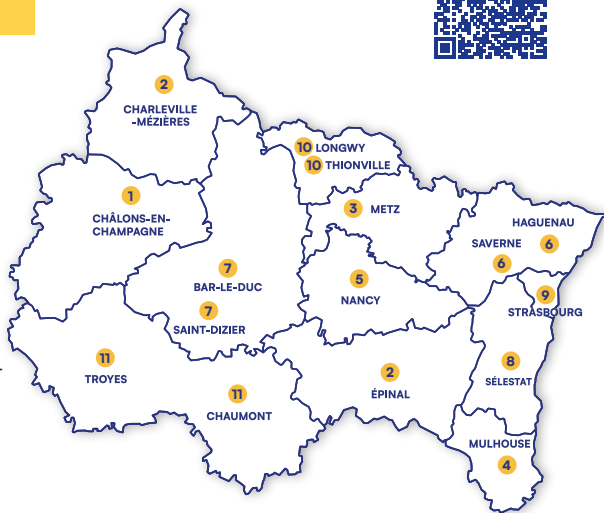 2
CHARLEVILLE
-MÉZIÈRES
10 LONGWY
10 THIONVILLE
1
CHÂLONS-EN-
CHAMPAGNE
3 METZ
HAGUENAU
6
SAVERNE
6
7
BAR-LE-DUC
5
NANCY
9
STRASBOURG
7
SAINT-DIZIER
11
TROYES
11
CHAUMONT
2
ÉPINAL
8
SÉLESTAT
MULHOUSE
4